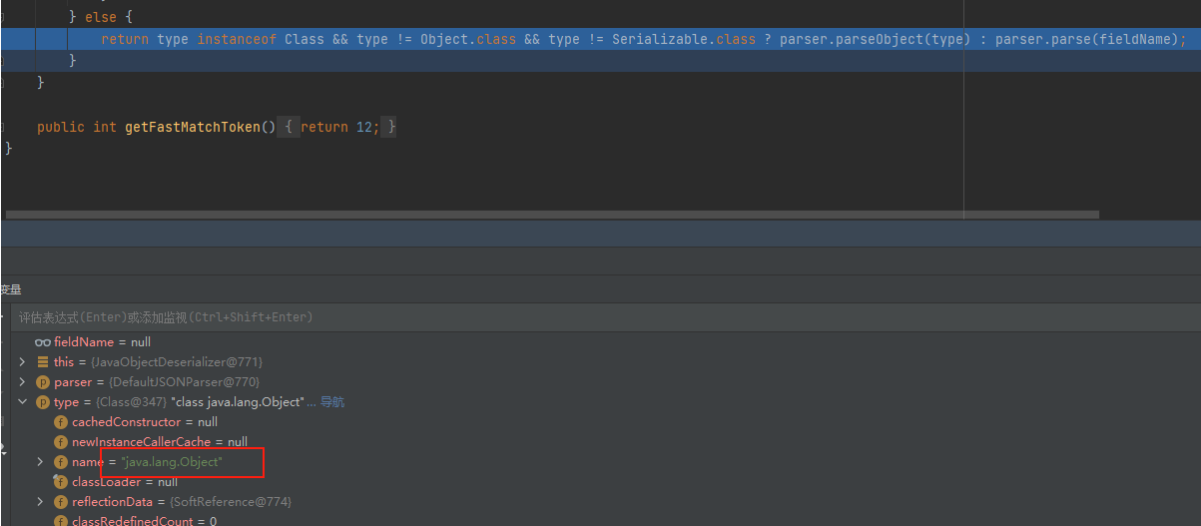 } else {
return type instanceof Class && type != Object.class && type != Serializable.class ? parser.parseObject(type) : parser.parse(fieldName);
}
}
public int getFastMatchToken() { return 12; }
}
变量
评估表达式(Enter)或添加监视(Ctrl+Shift+Enter)
fieldName = null
this = {JavaObjectDeserializer@771}
parser = {DefaultJSONParser@770}
type = {Class@347} "class java.lang.Object"... 导航
cachedConstructor = null
newInstanceCallerCache = null
name = "java.lang.Object"
classLoader = null
reflectionData = {SoftReference@774}
classRedefinedCount = 0